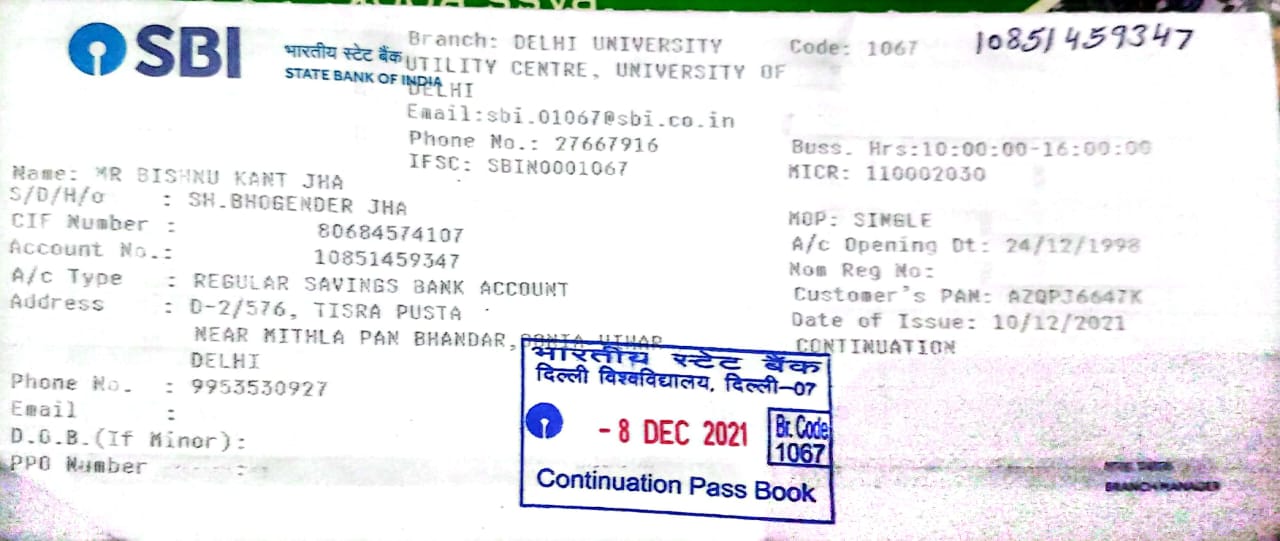 SBI
भारतीय स्टेट बैंक
STATE BANK OF INDIA
Branch: DELHI UNIVERSITY
UTILITY CENTRE, UNIVERSITY OF
DELHI
Email:sbi.01067@sbi.co.in
Phone No.: 27667916
IFSC: SBIN0001067
Code: 1067
10851459347
Buss. Hrs:10:00:00-16:00:00
MICR: 110002030
Name: MR BISHNU KANT JHA
S/D/H/o : SH.BHOGENDER JHA
CIF Number : 80684574107
Account No.: 10851459347
A/c Type : REGULAR SAVINGS BANK ACCOUNT
Address : D-2/576, TISRA PUSTA
NEAR MITHLA PAN BHANDAR, VIHAR
DELHI
Phone No. : 9953530927
Email :
D.O.B.(If Minor):
PPO Number :
MOP: SINGLE
A/c Opening Dt: 24/12/1998
Nom Reg No:
Customer's PAN: AZQPJ6647K
Date of Issue: 10/12/2021
CONTINUATION
भारतीय स्टेट बैंक
दिल्ली विश्वविद्यालय, दिल्ली-07
- 8 DEC 2021
Br. Code
1067
Continuation Pass Book
BRANCH MANAGER